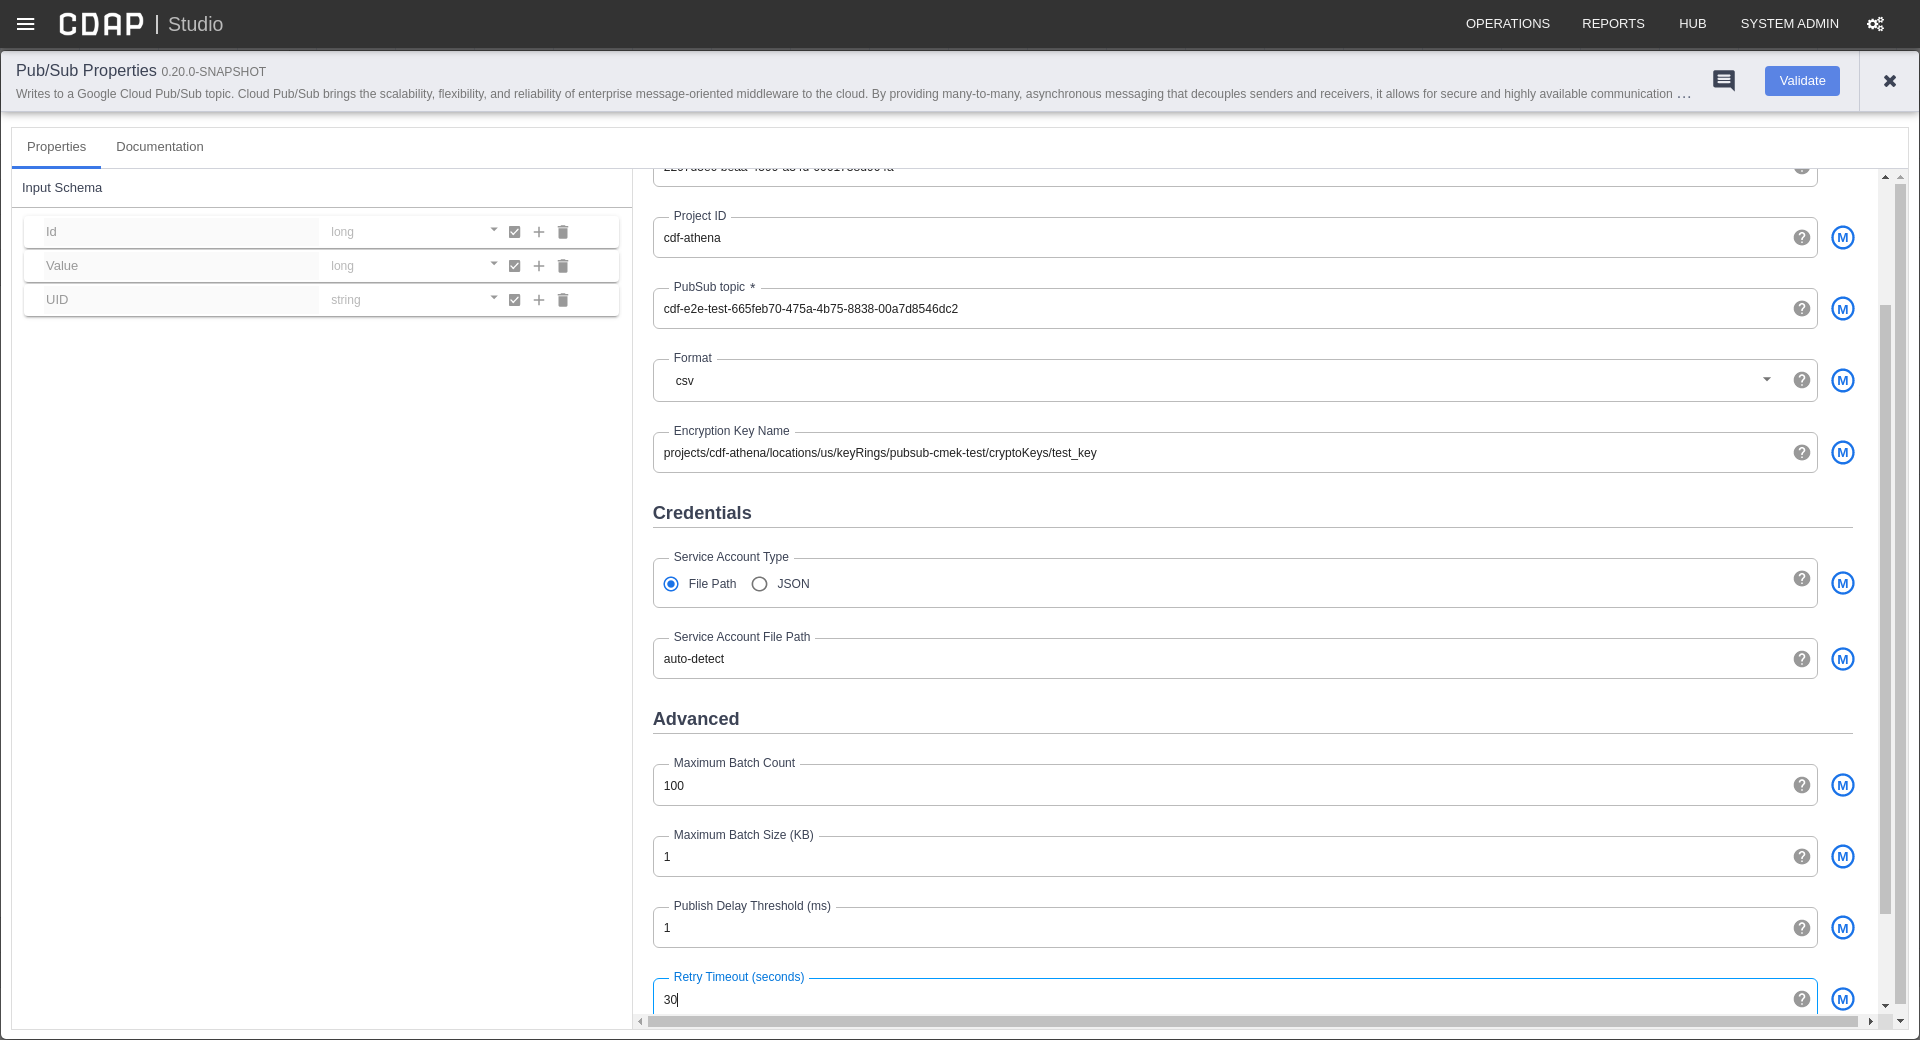 CDAP | Studio
OPERATIONS REPORTS HUB SYSTEM ADMIN
Pub/Sub Properties 0.20.0-SNAPSHOT
Writes to a Google Cloud Pub/Sub topic. Cloud Pub/Sub brings the scalability, flexibility, and reliability of enterprise message-oriented middleware to the cloud. By providing many-to-many, asynchronous messaging that decouples senders and receivers, it allows for secure and highly available communication ...
Validate
Properties Documentation
Input Schema
Id long
Value long
UID string
Project ID
cdf-athena
M
PubSub topic *
cdf-e2e-test-665feb70-475a-4b75-8838-00a7d8546dc2
M
Format
csv
M
Encryption Key Name
projects/cdf-athena/locations/us/keyRings/pubsub-cmek-test/cryptoKeys/test_key
M
Credentials
Service Account Type
File Path JSON
M
Service Account File Path
auto-detect
M
Advanced
Maximum Batch Count
100
M
Maximum Batch Size (KB)
1
M
Publish Delay Threshold (ms)
1
M
Retry Timeout (seconds)
30
M